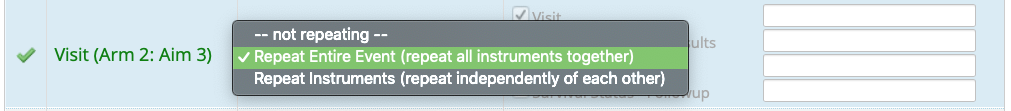 Visit
-- not repeating --
Visit (Arm 2: Aim 3)
✓ Repeat Entire Event (repeat all instruments together)
Repeat Instruments (repeat independently of each other)